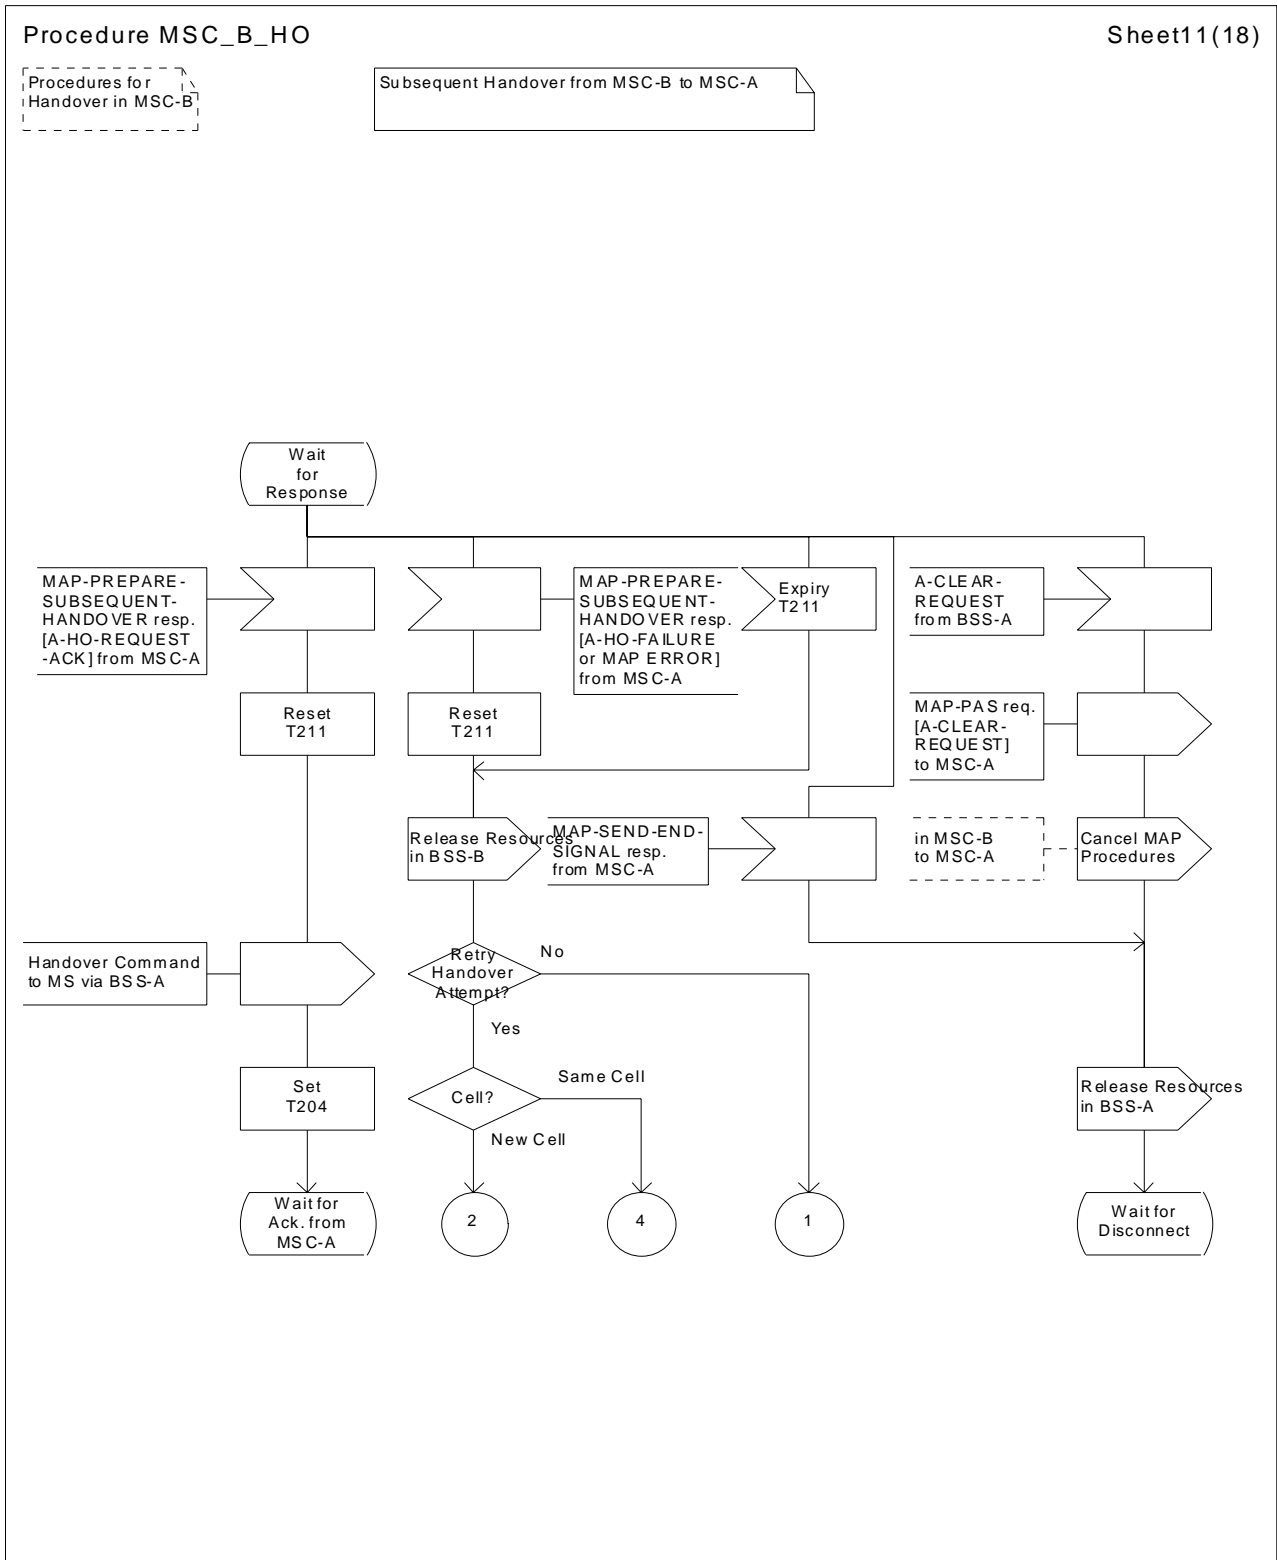 Procedure MSC_B_HO
Sheet11(18)
Procedures for
Handover in MSC-B
Subsequent Handover from MSC-B to MSC-A
Wait
for
Response
MAP-PREPARE-
SUBSEQUENT-
HANDOVER resp.
[A-HO-REQUEST
-ACK] from MSC-A
MAP-PREPARE-
SUBSEQUENT-
HANDOVER resp.
[A-HO-FAILURE
or MAP ERROR]
from MSC-A
Expiry
T211
A-CLEAR-
REQUEST
from BSS-A
Reset
T211
Reset
T211
MAP-PAS req.
[A-CLEAR-
REQUEST]
to MSC-A
Release Resources
in BSS-B
MAP-SEND-END-
SIGNAL resp.
from MSC-A
in MSC-B
to MSC-A
Cancel MAP
Procedures
Handover Command
to MS via BSS-A
Retry
Handover
Attempt?
No
Yes
Set
T204
Cell?
Same Cell
New Cell
Release Resources
in BSS-A
Wait for
Ack. from
MSC-A
2
4
1
Wait for
Disconnect